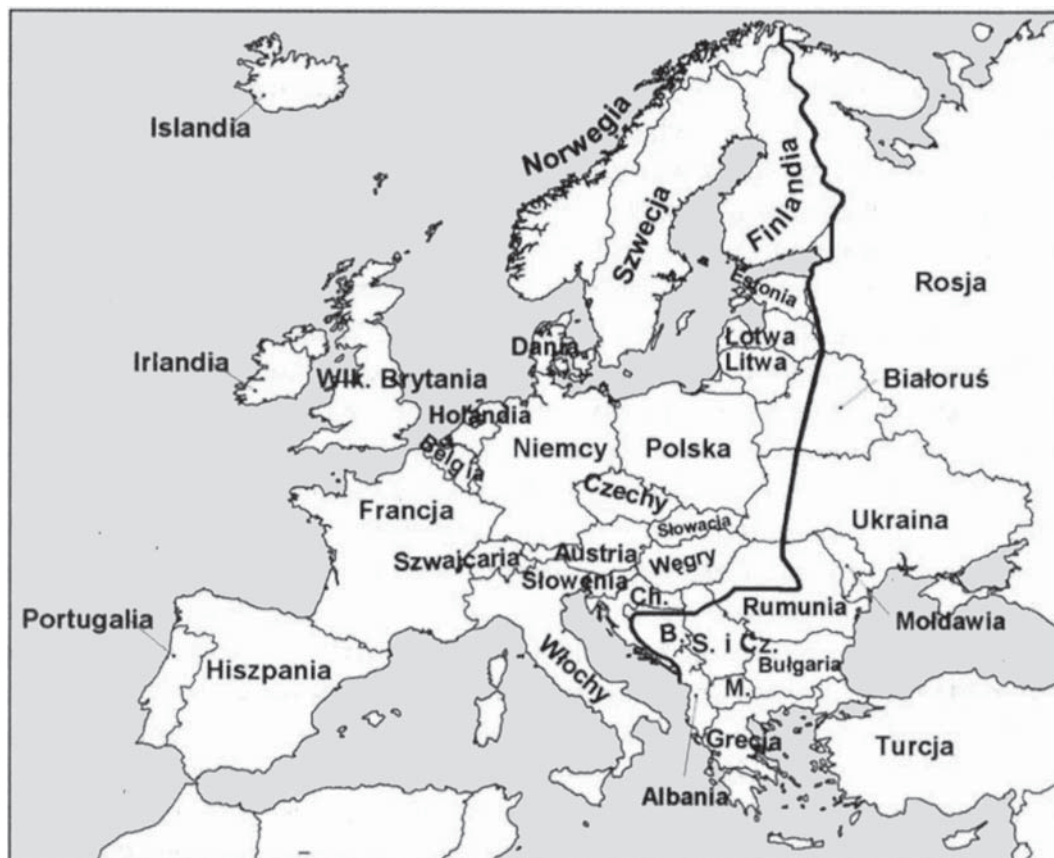 Islandia
Norwegia
Szwecja
Finlandia
Rosja
Estonia
Łotwa
Litwa
Dania
Irlandia
Wlk. Brytania
Białoruś
Holandia
Belgia
Niemcy
Polska
Czechy
Francja
Słowacja
Ukraina
Szwajcaria
Austria
Węgry
Słowenia
Ch.
Rumunia
Mołdawia
Portugalia
Hiszpania
Włochy
B.
S. i Cz.
Bułgaria
M.
Grecja
Turcja
Albania